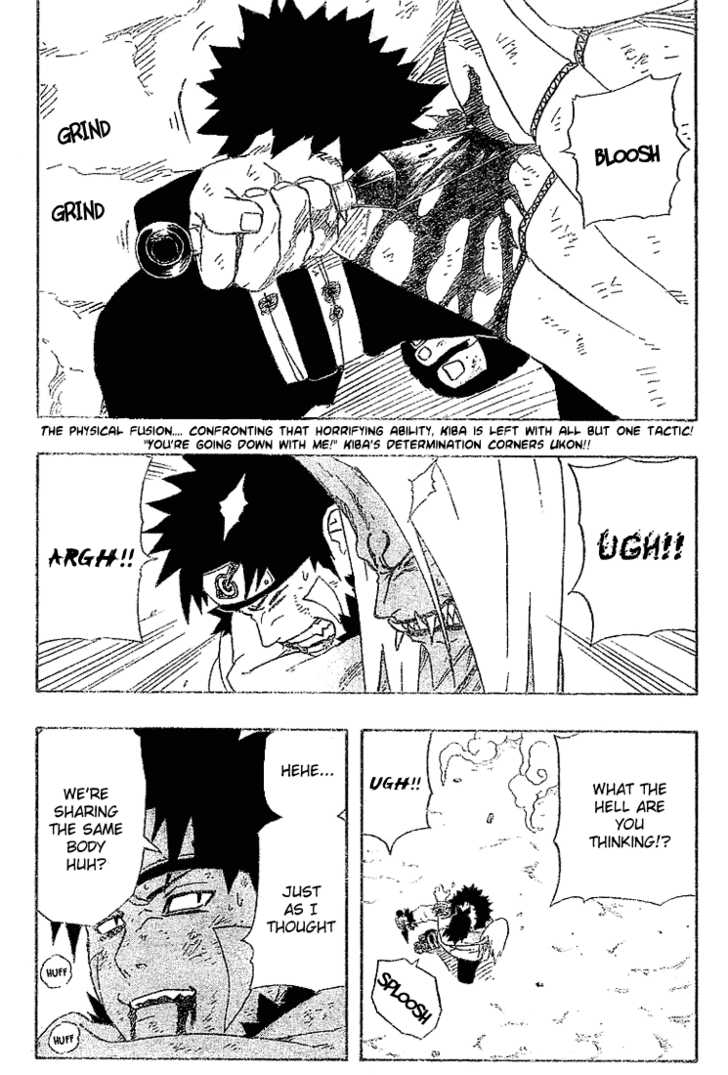 BLOOSH
GRIND
GRIND
THE PHYSICAL FUSION.... CONFRONTING THAT HORRIFYING ABILITY, KIBA IS LEFT WITH ALL BUT ONE TACTIC!
"YOU'RE GOING DOWN WITH ME!" KIBA'S DETERMINATION CORNERS UKON!!
UGH!!
ARGH!!
WHAT THE
HELL ARE
YOU
THINKING!?
UGH!!
SPLOOSH
HEHE...
JUST
AS I
THOUGHT
WE'RE
SHARING
THE SAME
BODY
HUH?
HUFF
HUFF